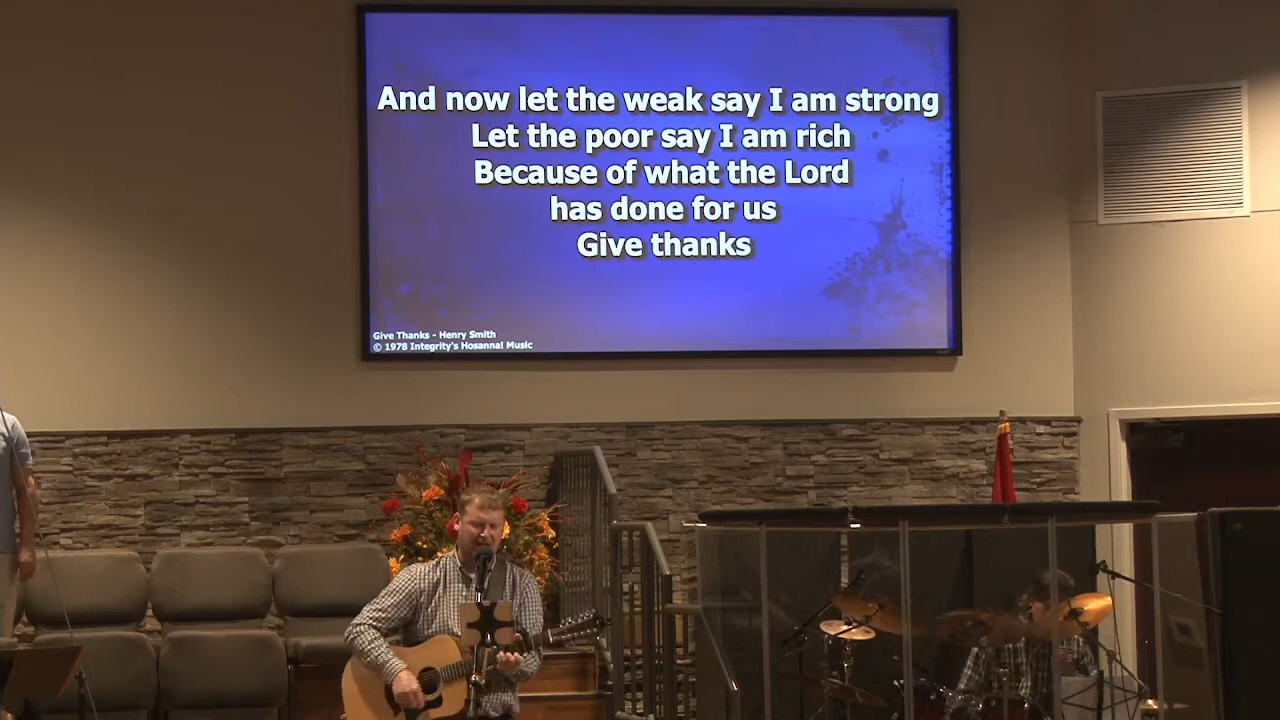 And now let the weak say I am strong
Let the poor say I am rich
Because of what the Lord
has done for us
Give thanks
Give Thanks - Henry Smith
© 1978 Integrity's Hosanna! Music